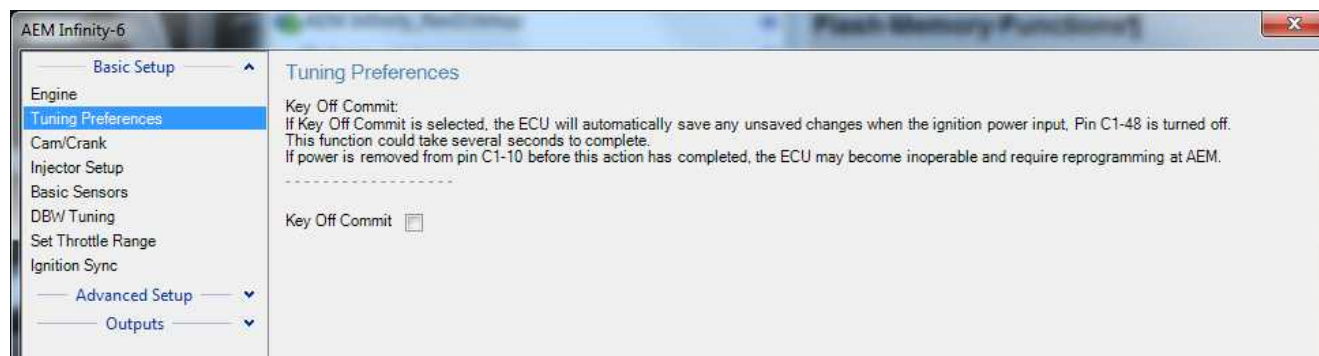 AEM Infinity-6
Flash Memory Functions
Basic Setup
Engine
Tuning Preferences
Cam/Crank
Injector Setup
Basic Sensors
DBW Tuning
Set Throttle Range
Ignition Sync
Advanced Setup
Outputs
Tuning Preferences
Key Off Commit:
If Key Off Commit is selected, the ECU will automatically save any unsaved changes when the ignition power input, Pin C1-48 is turned off.
This function could take several seconds to complete.
If power is removed from pin C1-10 before this action has completed, the ECU may become inoperable and require reprogramming at AEM.
- - - - - - - - - - - - - - - - - -
Key Off Commit